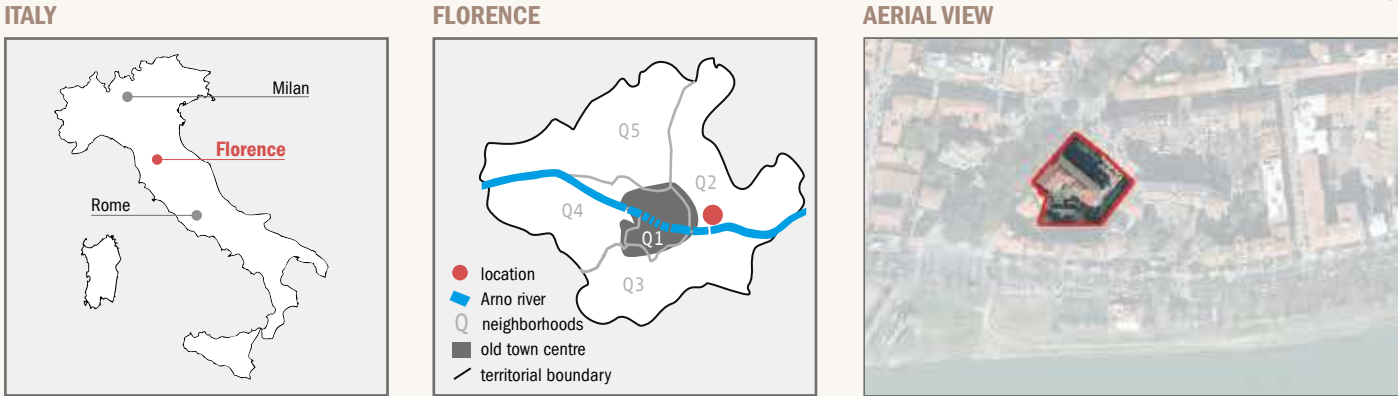 ITALY
Milan
Florence
Rome
FLORENCE
Q5
Q2
Q4
Q1
Q3
location
Arno river
Q neighborhoods
old town centre
territorial boundary
AERIAL VIEW